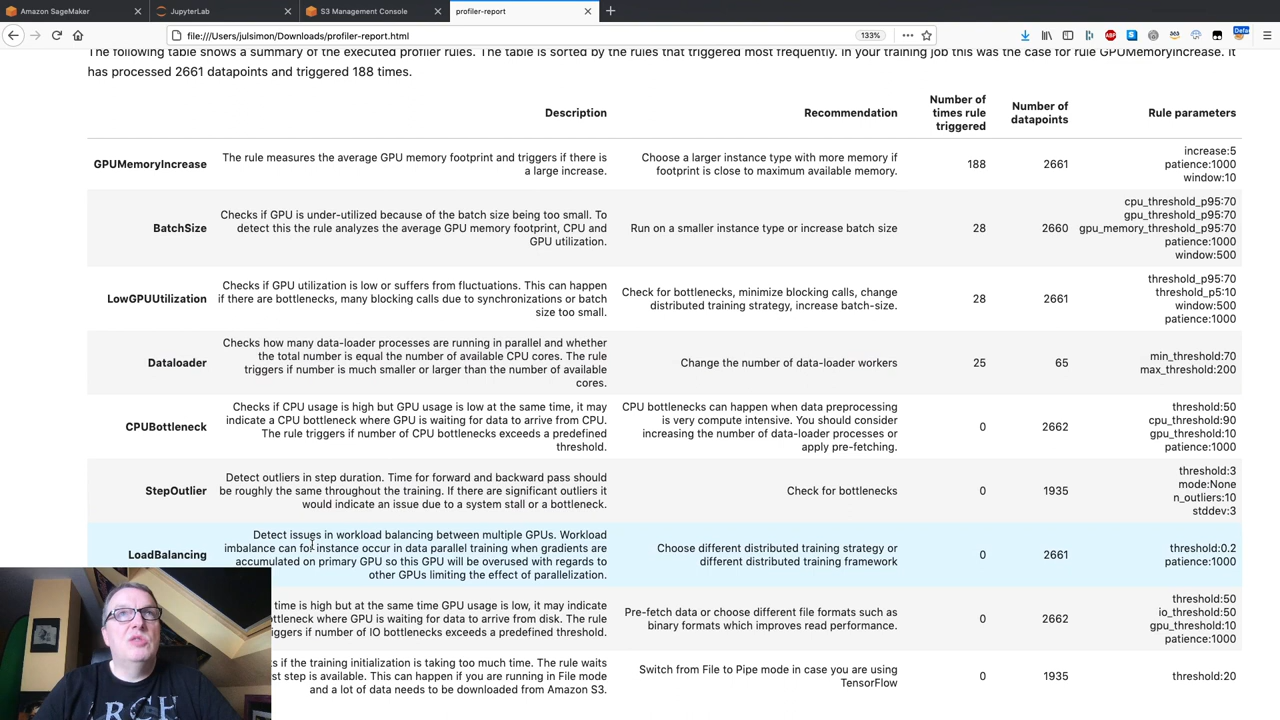 Amazon SageMaker
JupyterLab
S3 Management Console
profiler-report
file:///Users/julsimon/Downloads/profiler-report.html
133%
The following table shows a summary of the executed profiler rules. The table is sorted by the rules that triggered most frequently. In your training job this was the case for rule GPUMemoryIncrease. It
has processed 2661 datapoints and triggered 188 times.
Description
Recommendation
Number of
times rule
triggered
Number of
datapoints
Rule parameters
GPUMemoryIncrease
The rule measures the average GPU memory footprint and triggers if there is
a large increase.
Choose a larger instance type with more memory if
footprint is close to maximum available memory.
188
2661
increase:5
patience:1000
window:10
BatchSize
Checks if GPU is under-utilized because of the batch size being too small. To
detect this the rule analyzes the average GPU memory footprint, CPU and
GPU utilization.
Run on a smaller instance type or increase batch size
28
2660
cpu_threshold_p95:70
gpu_threshold_p95:70
gpu_memory_threshold_p95:70
patience:1000
window:500
LowGPUUtilization
Checks if GPU utilization is low or suffers from fluctuations. This can happen
if there are bottlenecks, many blocking calls due to synchronizations or batch
size too small.
Check for bottlenecks, minimize blocking calls, change
distributed training strategy, increase batch-size.
28
2661
threshold_p95:70
threshold_p5:10
window:500
patience:1000
Dataloader
Checks how many data-loader processes are running in parallel and whether
the total number is equal the number of available CPU cores. The rule
triggers if number is much smaller or larger than the number of available
cores.
Change the number of data-loader workers
25
65
min_threshold:70
max_threshold:200
CPUBottleneck
Checks if CPU usage is high but GPU usage is low at the same time, it may
indicate a CPU bottleneck where GPU is waiting for data to arrive from CPU.
The rule triggers if number of CPU bottlenecks exceeds a predefined
threshold.
CPU bottlenecks can happen when data preprocessing
is very compute intensive. You should consider
increasing the number of data-loader processes or
apply pre-fetching.
0
2662
threshold:50
cpu_threshold:90
gpu_threshold:10
patience:1000
StepOutlier
Detect outliers in step duration. Time for forward and backward pass should
be roughly the same throughout the training. If there are significant outliers it
would indicate an issue due to a system stall or a bottleneck.
Check for bottlenecks
0
1935
threshold:3
mode:None
n_outliers:10
stddev:3
LoadBalancing
Detect issues in workload balancing between multiple GPUs. Workload
imbalance can for instance occur in data parallel training when gradients are
accumulated on primary GPU so this GPU will be overused with regards to
other GPUs limiting the effect of parallelization.
Choose different distributed training strategy or
different distributed training framework
0
2661
threshold:0.2
patience:1000
time is high but at the same time GPU usage is low, it may indicate
ttleneck where GPU is waiting for data to arrive from disk. The rule
iggers if number of IO bottlenecks exceeds a predefined threshold.
Pre-fetch data or choose different file formats such as
binary formats which improves read performance.
0
2662
threshold:50
io_threshold:50
gpu_threshold:10
patience:1000
if the training initialization is taking too much time. The rule waits
st step is available. This can happen if you are running in File mode
and a lot of data needs to be downloaded from Amazon S3.
Switch from File to Pipe mode in case you are using
TensorFlow
0
1935
threshold:20